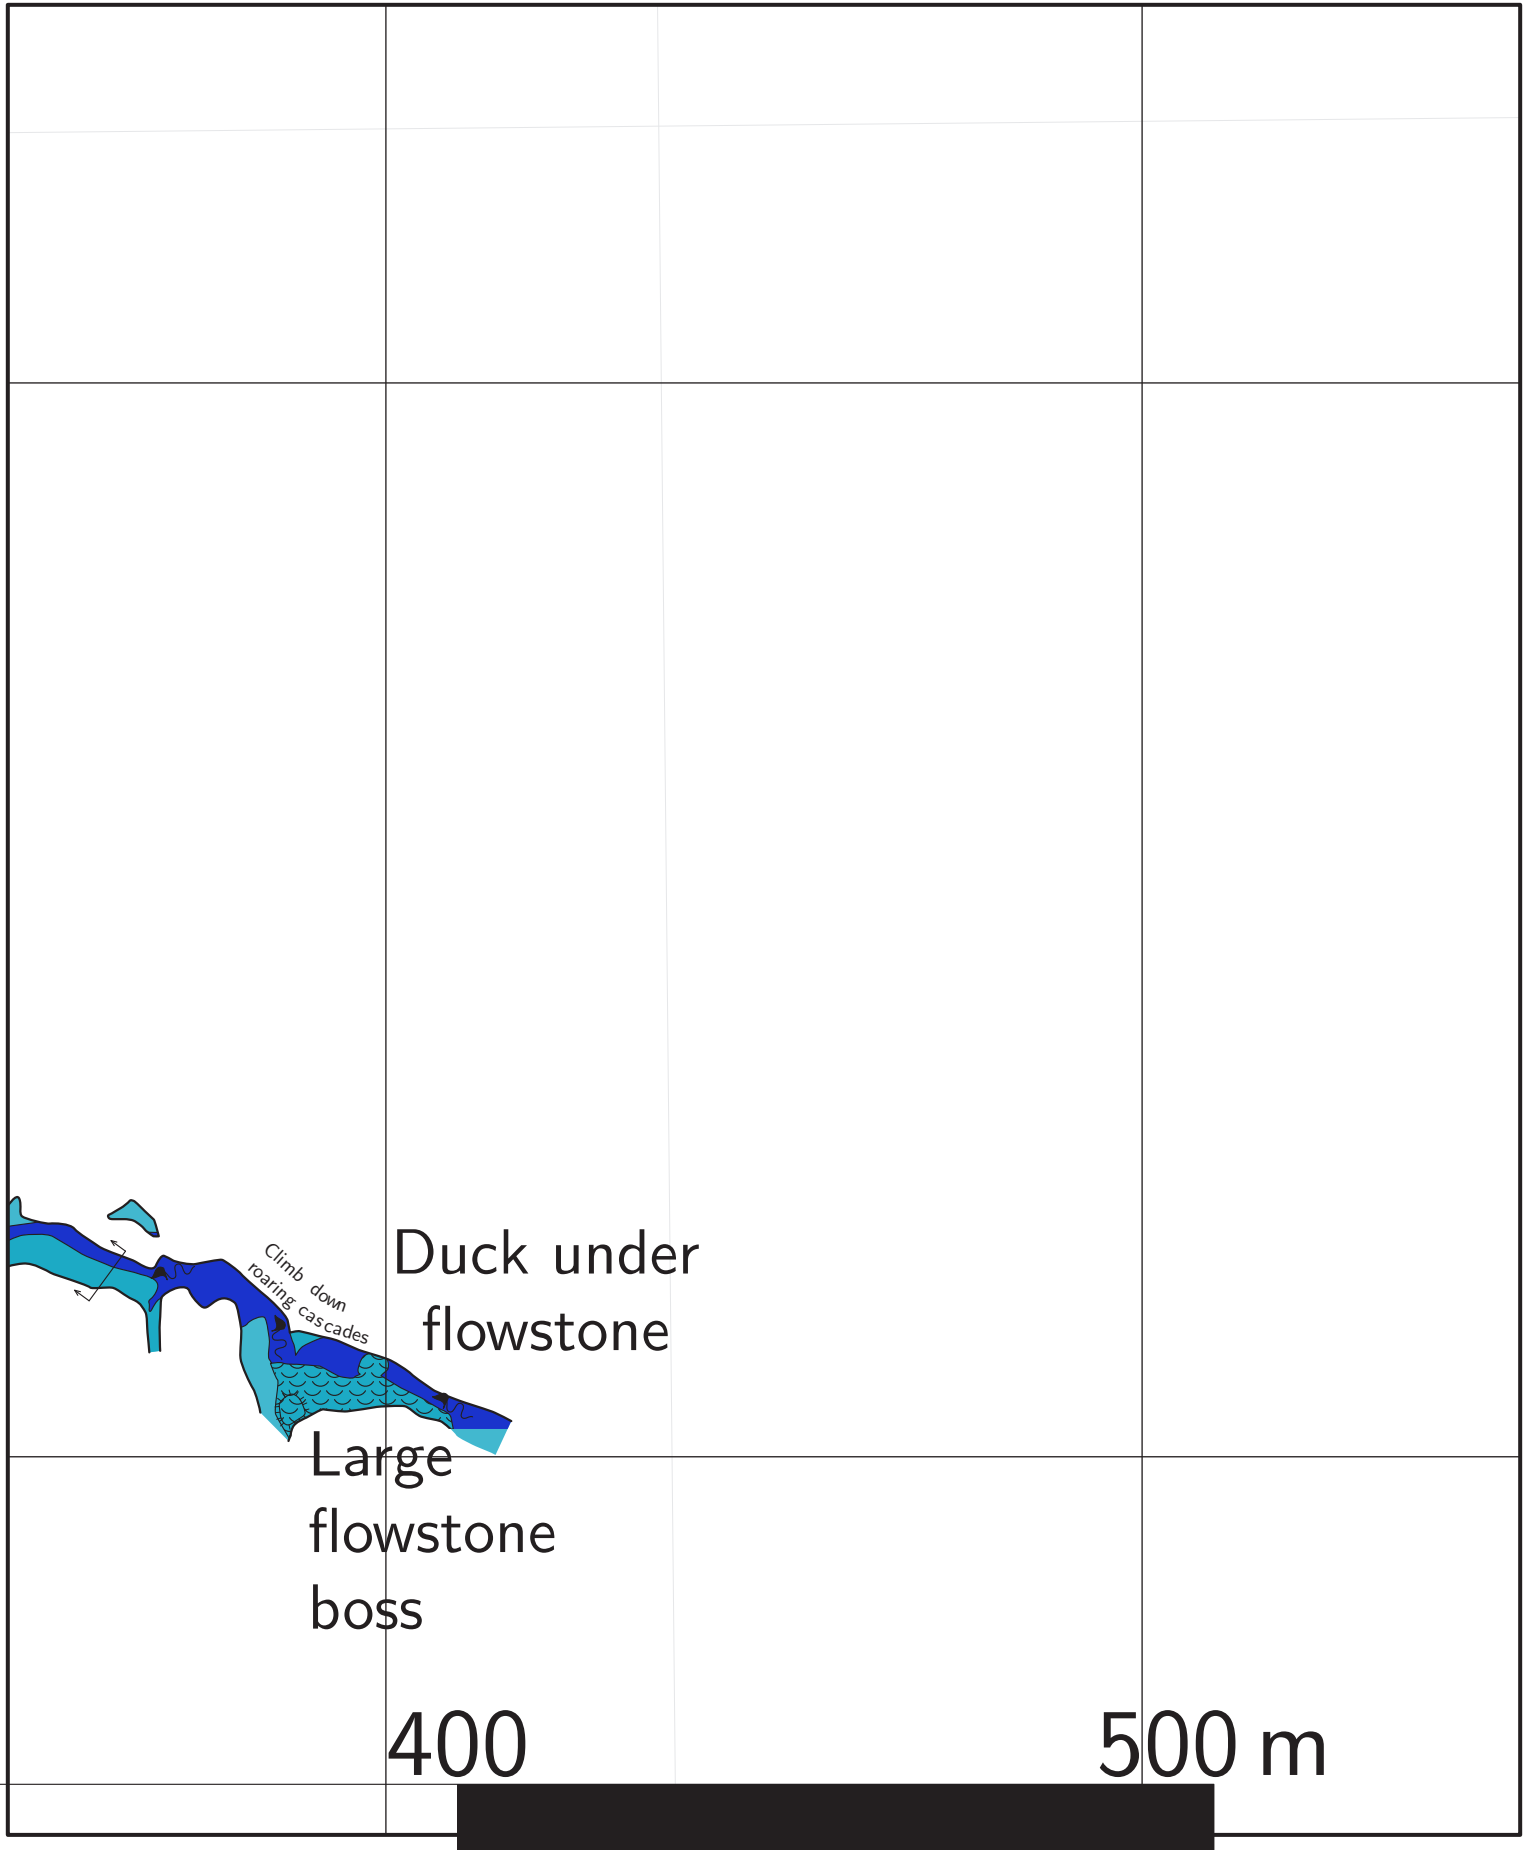 Climb down
roaring cascades
Duck under
flowstone
Large
flowstone
boss
400
500 m